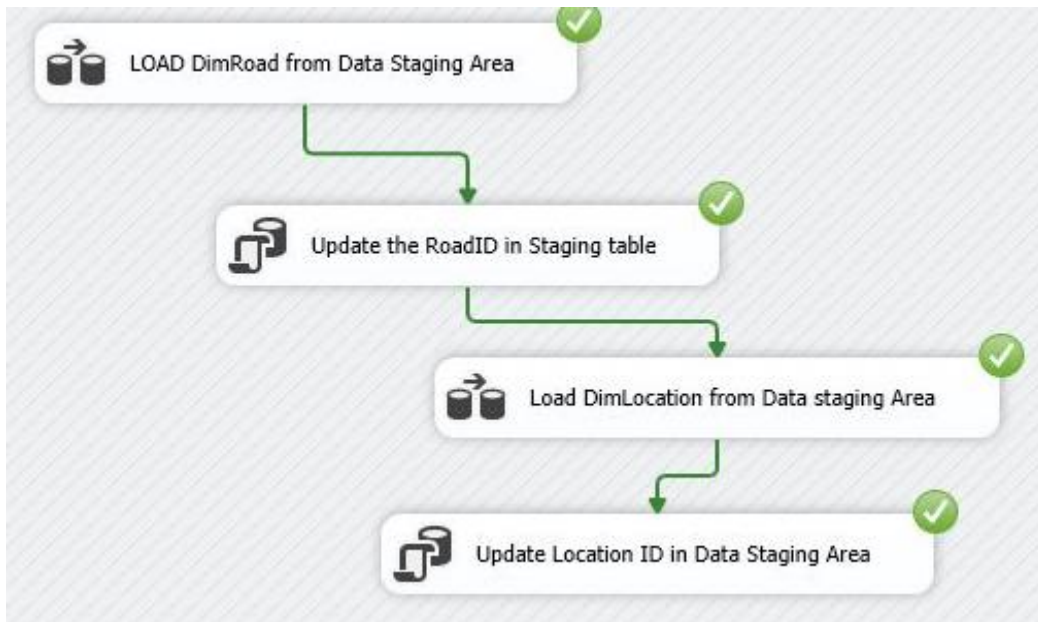 LOAD DimRoad from Data Staging Area
Update the RoadID in Staging table
Load DimLocation from Data staging Area
Update Location ID in Data Staging Area